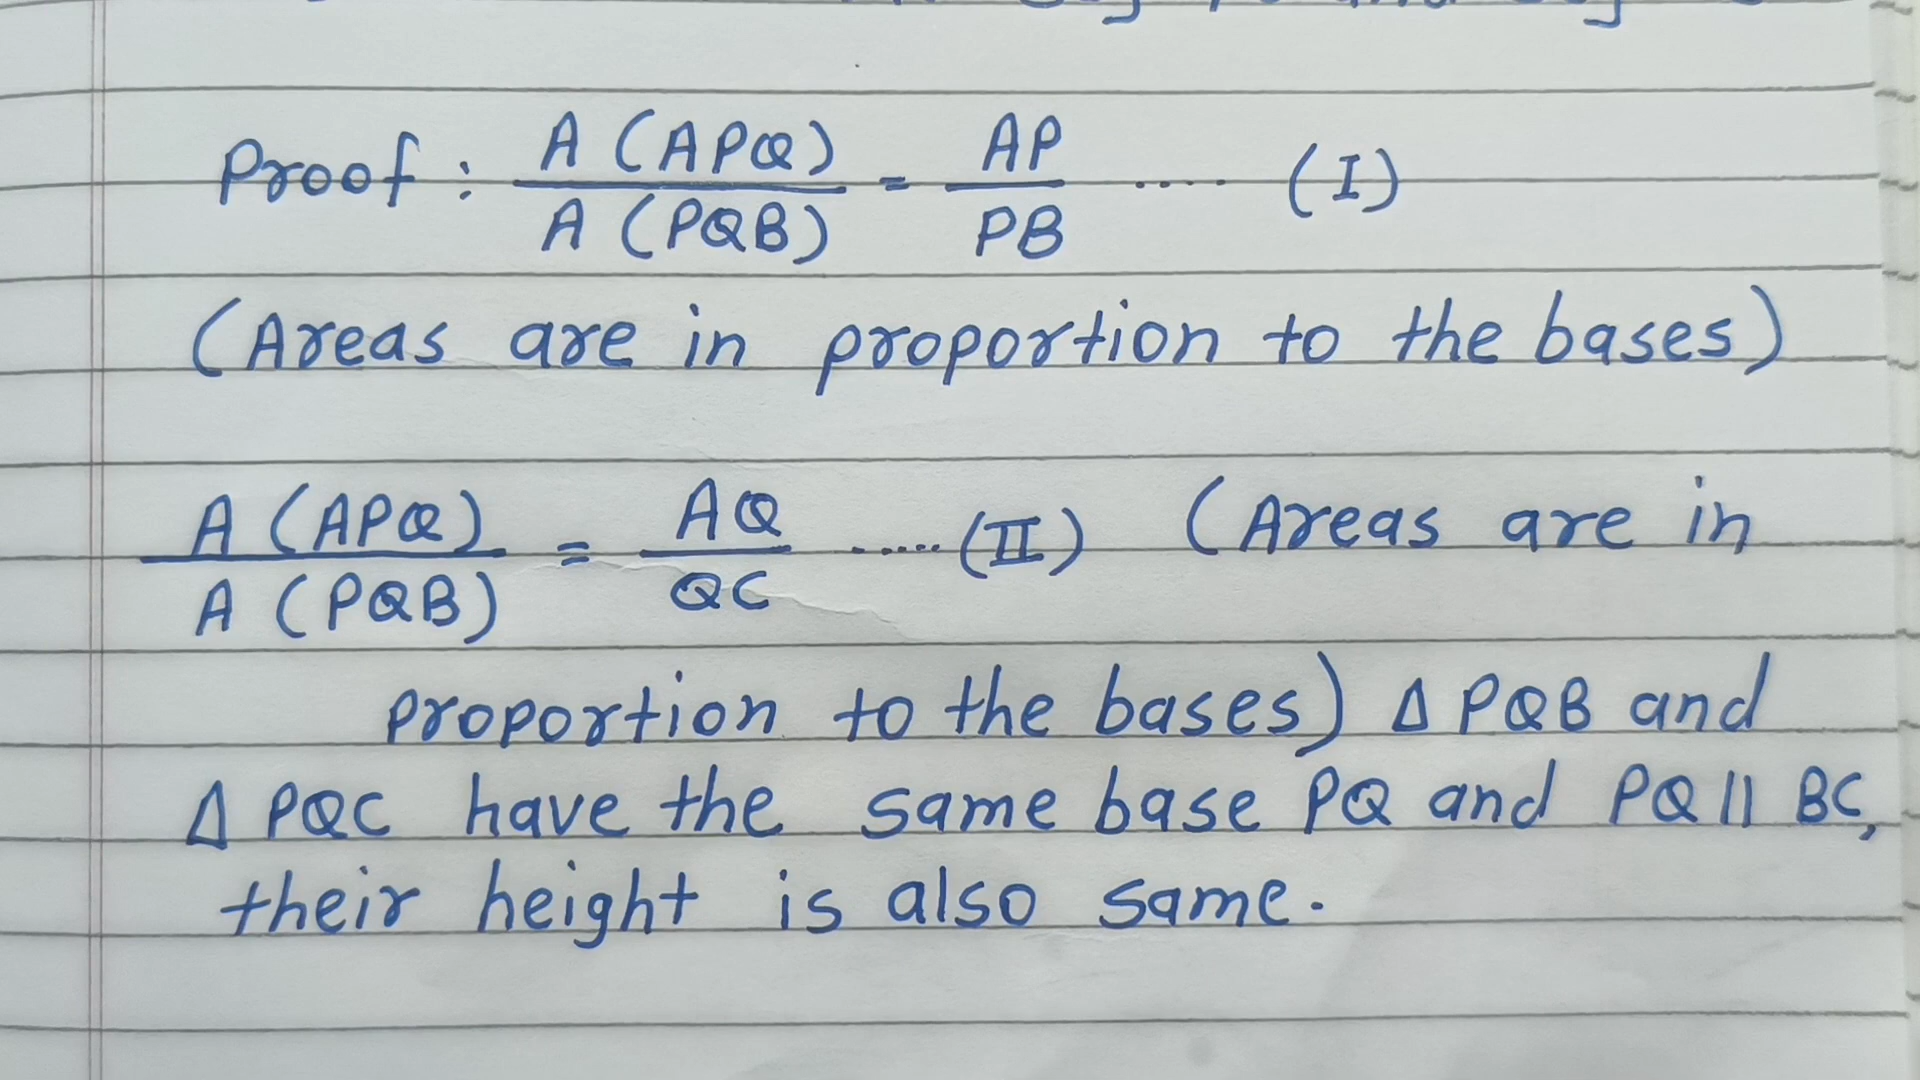 Proof : A (APQ) / A (PQB) = AP / PB .... (I)
(Areas are in proportion to the bases)
A (APQ) / A (PQB) = AQ / QC ..... (II) (Areas are in
proportion to the bases) Δ PQB and
Δ PQC have the same base PQ and PQ || BC,
their height is also same.